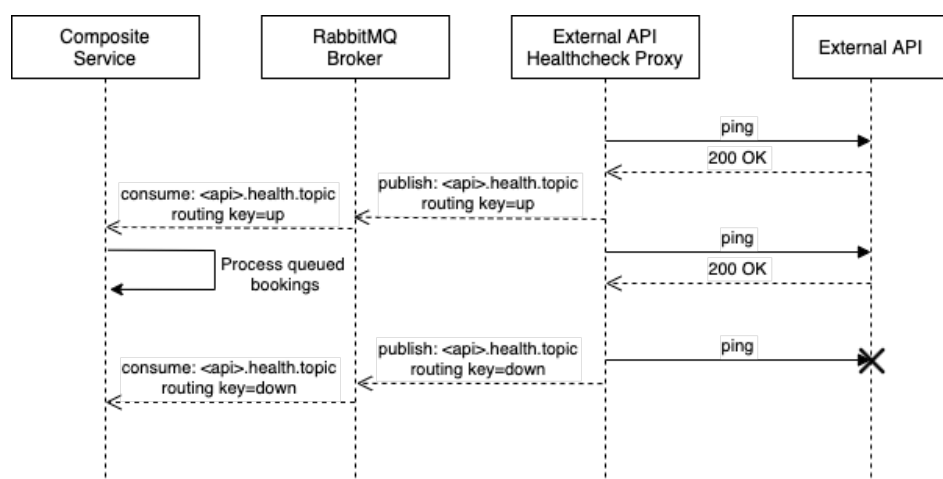 Composite
Service
RabbitMQ
Broker
External API
Healthcheck Proxy
External API
ping
200 OK
publish: <api>.health.topic
routing key=up
consume: <api>.health.topic
routing key=up
ping
Process queued
bookings
200 OK
ping
publish: <api>.health.topic
routing key=down
consume: <api>.health.topic
routing key=down